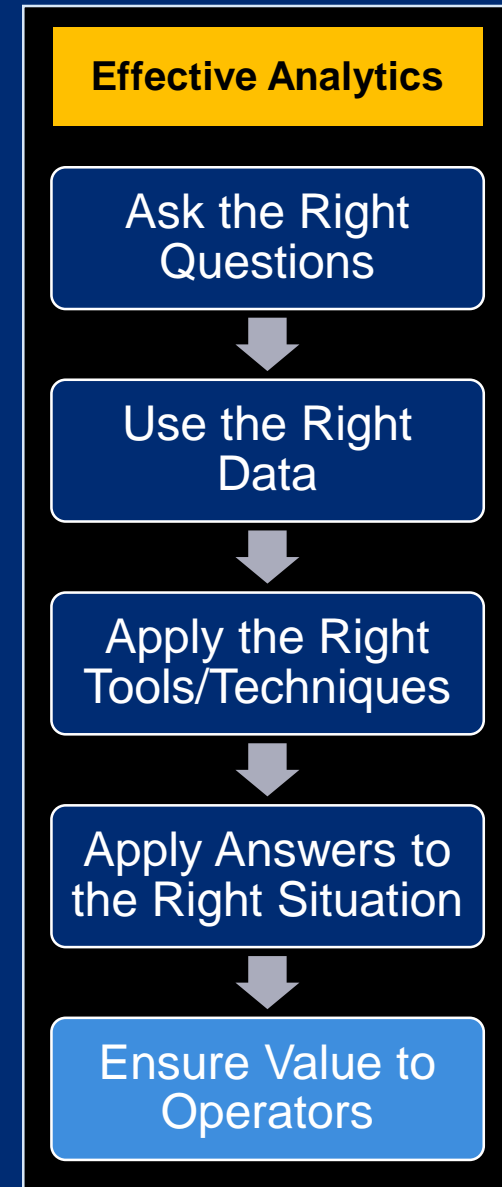 Effective Analytics
Ask the Right
Questions
Use the Right
Data
Apply the Right
Tools/Techniques
Apply Answers to
the Right Situation
Ensure Value to
Operators